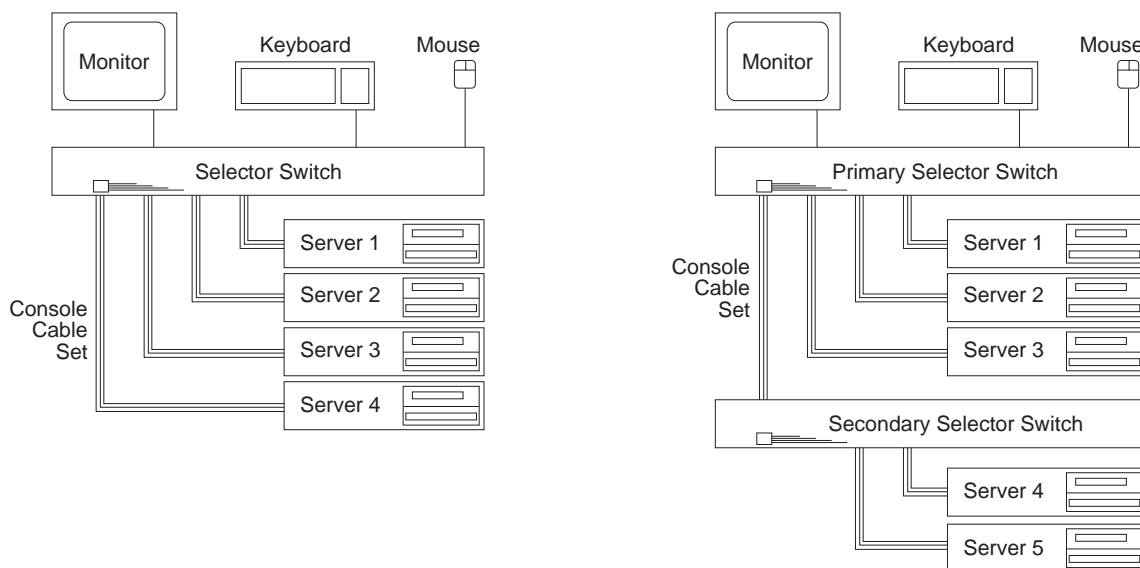 Monitor
Keyboard
Mouse
Selector Switch
Server 1
Server 2
Server 3
Server 4
Console
Cable
Set
Monitor
Keyboard
Mouse
Primary Selector Switch
Server 1
Server 2
Server 3
Console
Cable
Set
Secondary Selector Switch
Server 4
Server 5